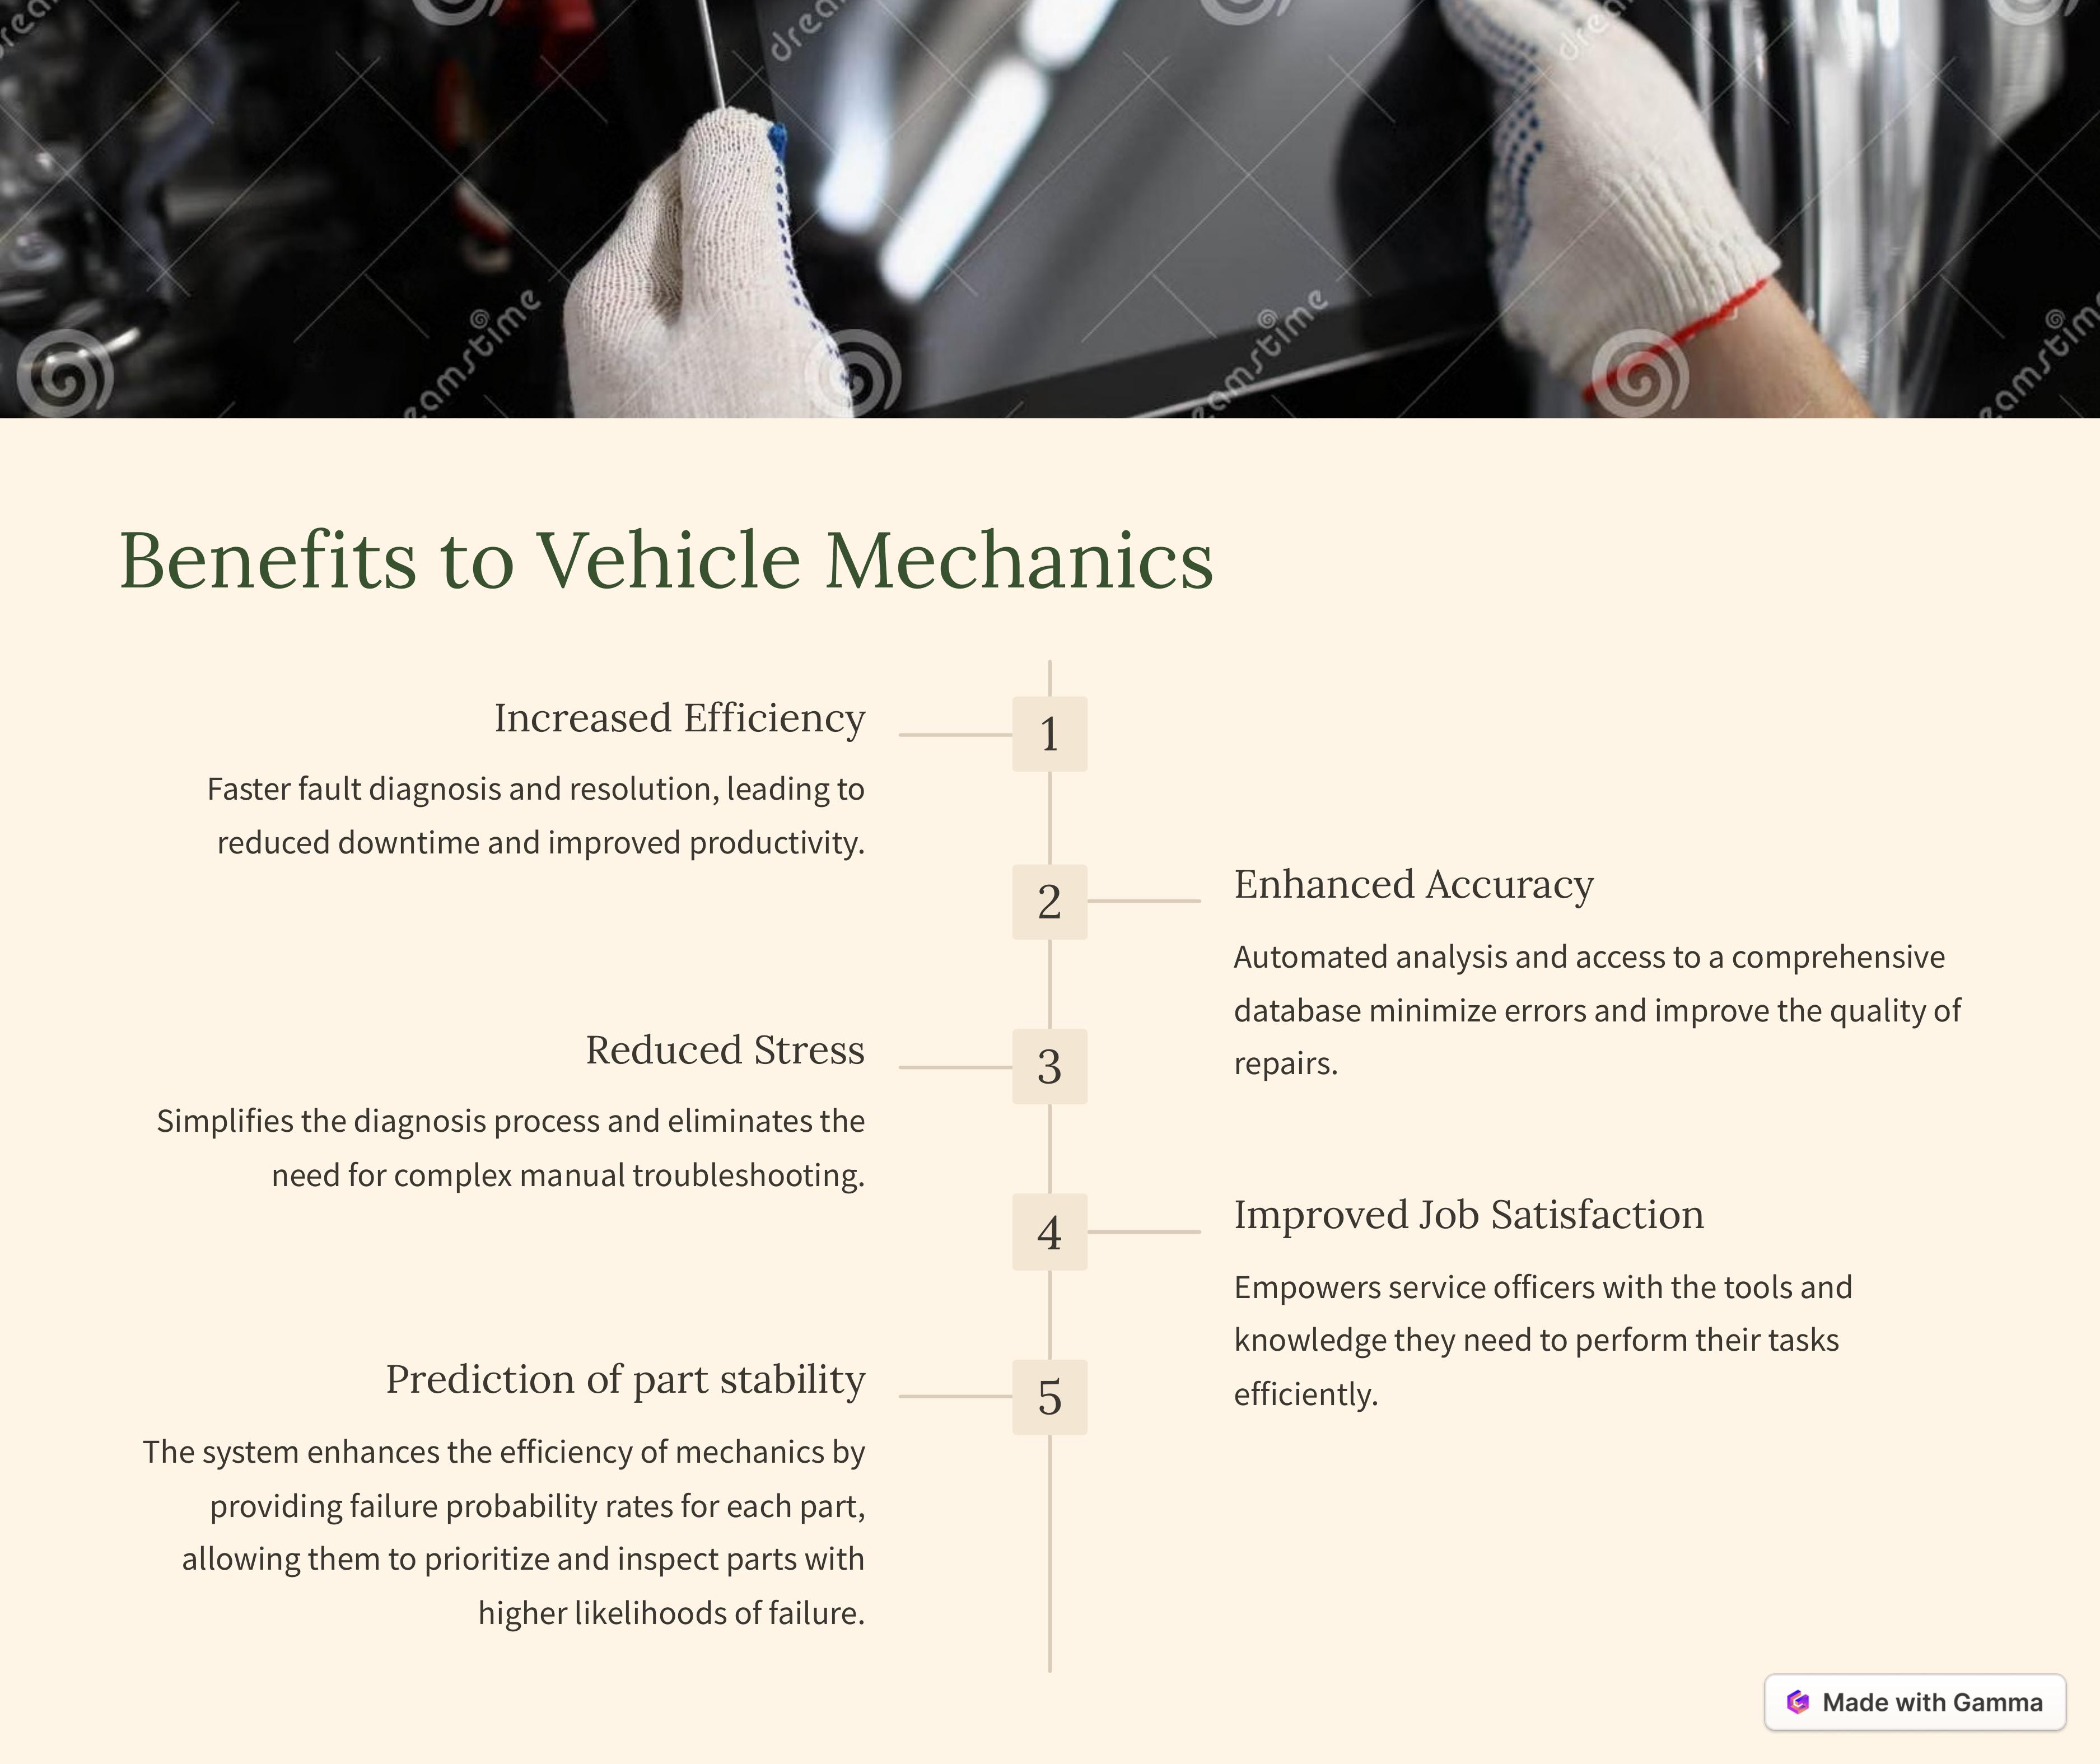 dreamstime
dreamstime
dreamstime
Benefits to Vehicle Mechanics
1
Increased Efficiency
Faster fault diagnosis and resolution, leading to
reduced downtime and improved productivity.
2
Enhanced Accuracy
Automated analysis and access to a comprehensive
database minimize errors and improve the quality of
repairs.
3
Reduced Stress
Simplifies the diagnosis process and eliminates the
need for complex manual troubleshooting.
4
Improved Job Satisfaction
Empowers service officers with the tools and
knowledge they need to perform their tasks
efficiently.
5
Prediction of part stability
The system enhances the efficiency of mechanics by
providing failure probability rates for each part,
allowing them to prioritize and inspect parts with
higher likelihoods of failure.
Made with Gamma